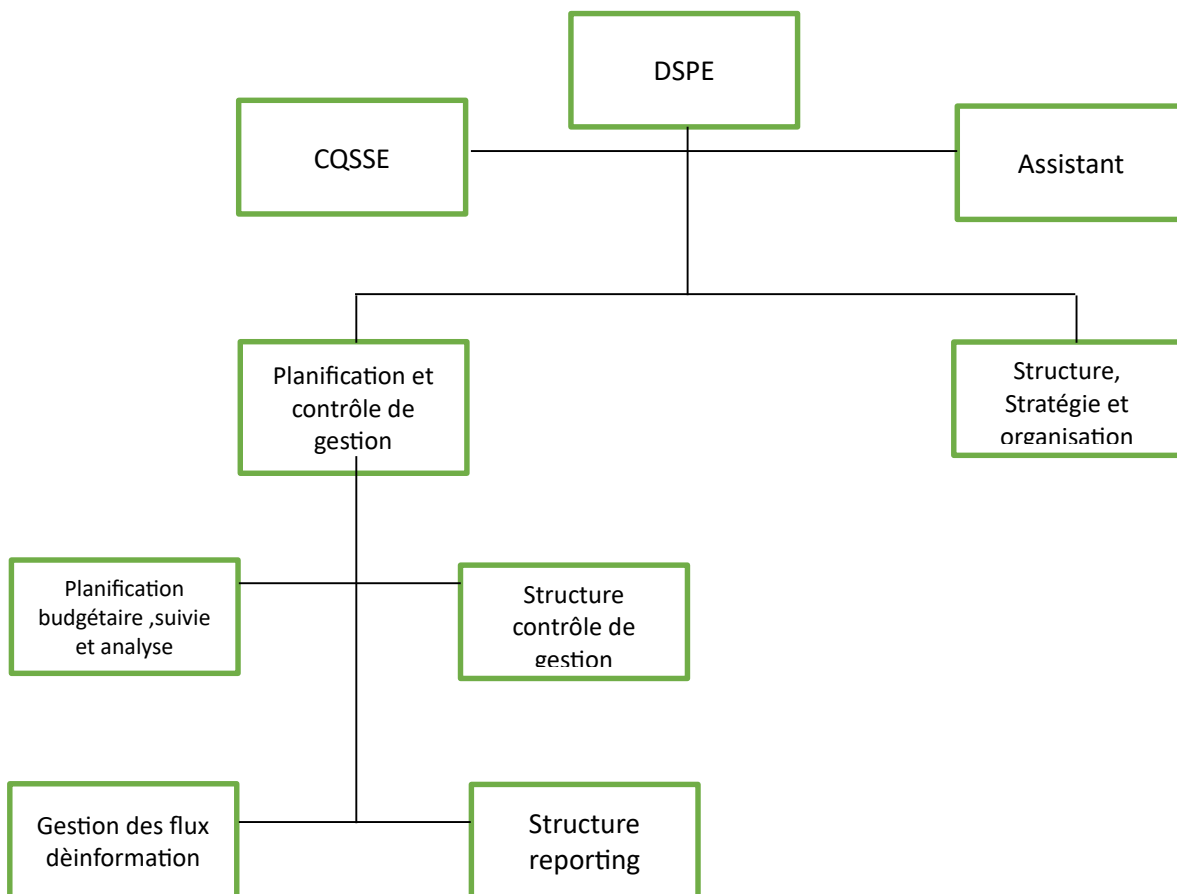 DSPE
CQSSE
Assistant
Planification et
contrôle de
gestion
Structure,
Stratégie et
organisation
Planification
budgétaire ,suivie
et analyse
Structure
contrôle de
gestion
Gestion des flux
dèinformation
Structure
reporting